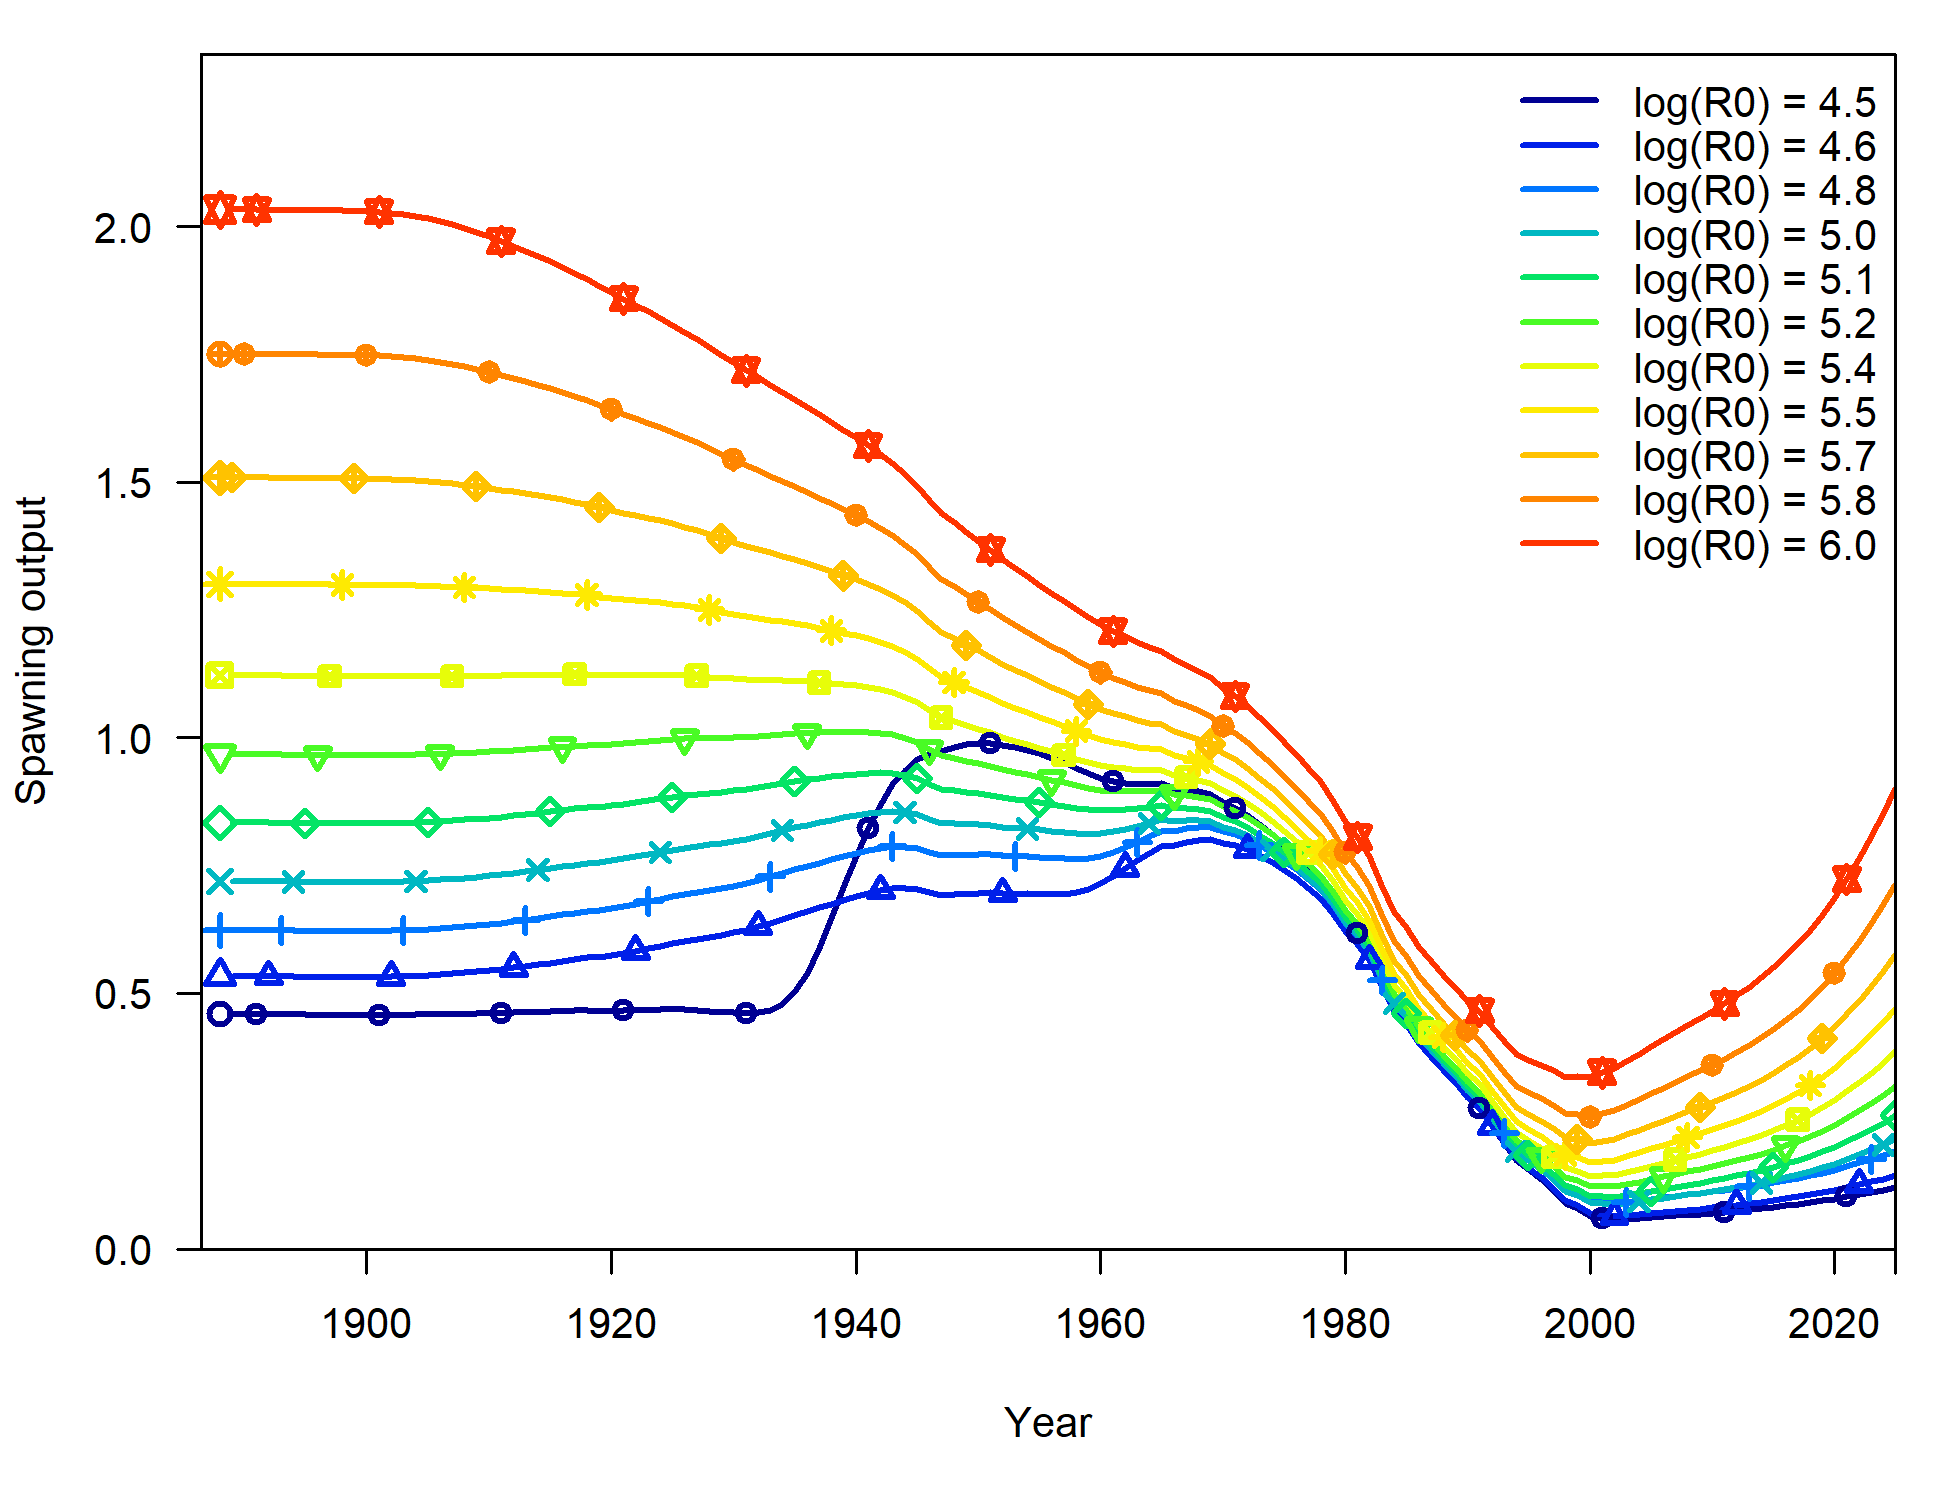 log(R0) = 4.5
log(R0) = 4.6
log(R0) = 4.8
log(R0) = 5.0
log(R0) = 5.1
log(R0) = 5.2
log(R0) = 5.4
log(R0) = 5.5
log(R0) = 5.7
log(R0) = 5.8
log(R0) = 6.0
Spawning output
2.0
1.5
1.0
0.5
0.0
1900 1920 1940 1960 1980 2000 2020
Year